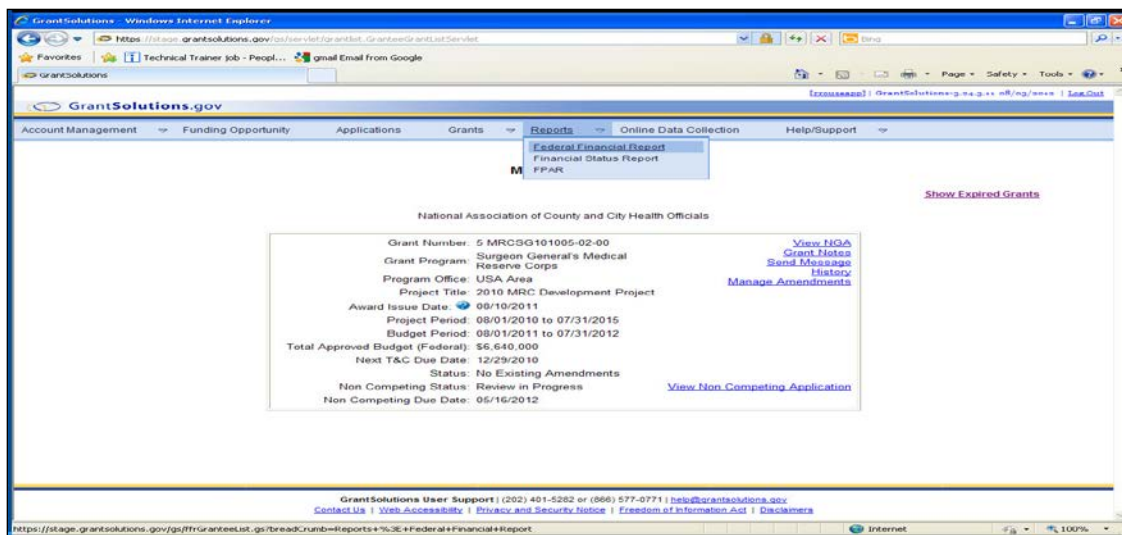 GrantSolutions - Windows Internet Explorer
https://stage.grantsolutions.gov/gs/servlet/grantlist.GranteeGrantListServlet
Bing
Favorites
Technical Trainer job - Peopl...
gmail Email from Google
GrantSolutions
Page
Safety
Tools
GrantSolutions.gov
Log Out
Account Management
Funding Opportunity
Applications
Grants
Reports
Online Data Collection
Help/Support
Federal Financial Report
Financial Status Report
FPAR
M
Show Expired Grants
National Association of County and City Health Officials
Grant Number: 5 MRCSG101005-02-00
View NGA
Grant Notes
Grant Program: Surgeon General's Medical
Reserve Corps
Send Message
History
Program Office: USA Area
Manage Amendments
Project Title: 2010 MRC Development Project
Award Issue Date: 08/10/2011
Project Period: 08/01/2010 to 07/31/2015
Budget Period: 08/01/2011 to 07/31/2012
Total Approved Budget (Federal): $6,640,000
Next T&C Due Date: 12/29/2010
Status: No Existing Amendments
Non Competing Status: Review in Progress
View Non Competing Application
Non Competing Due Date: 05/16/2012
GrantSolutions User Support | (202) 401-5282 or (866) 577-0771 | help@grantsolutions.gov
Contact Us | Web Accessibility | Privacy and Security Notice | Freedom of Information Act | Disclaimers
https://stage.grantsolutions.gov/gs/ffrGranteeList.gs?breadCrumb=Reports+%3E+Federal+Financial+Report
Internet
100%